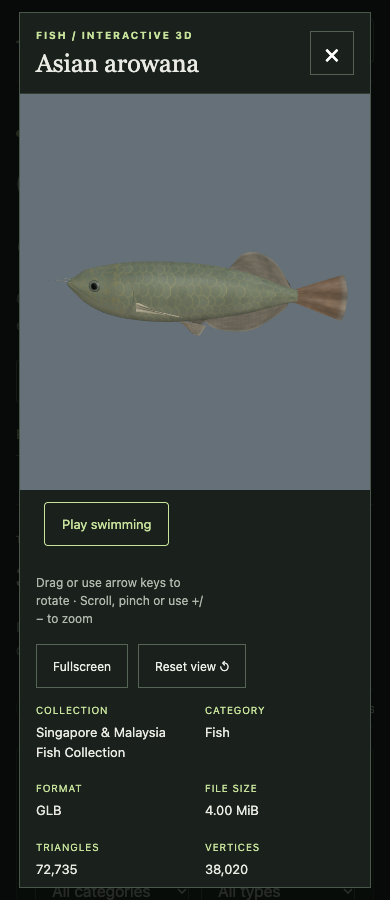 FISH / INTERACTIVE 3D
Asian arowana
×
Play swimming
Drag or use arrow keys to
rotate · Scroll, pinch or use +/
− to zoom
Fullscreen
Reset view ↺
COLLECTION
Singapore & Malaysia
Fish Collection
CATEGORY
Fish
FORMAT
GLB
FILE SIZE
4.00 MiB
TRIANGLES
72,735
VERTICES
38,020
All categories
All types